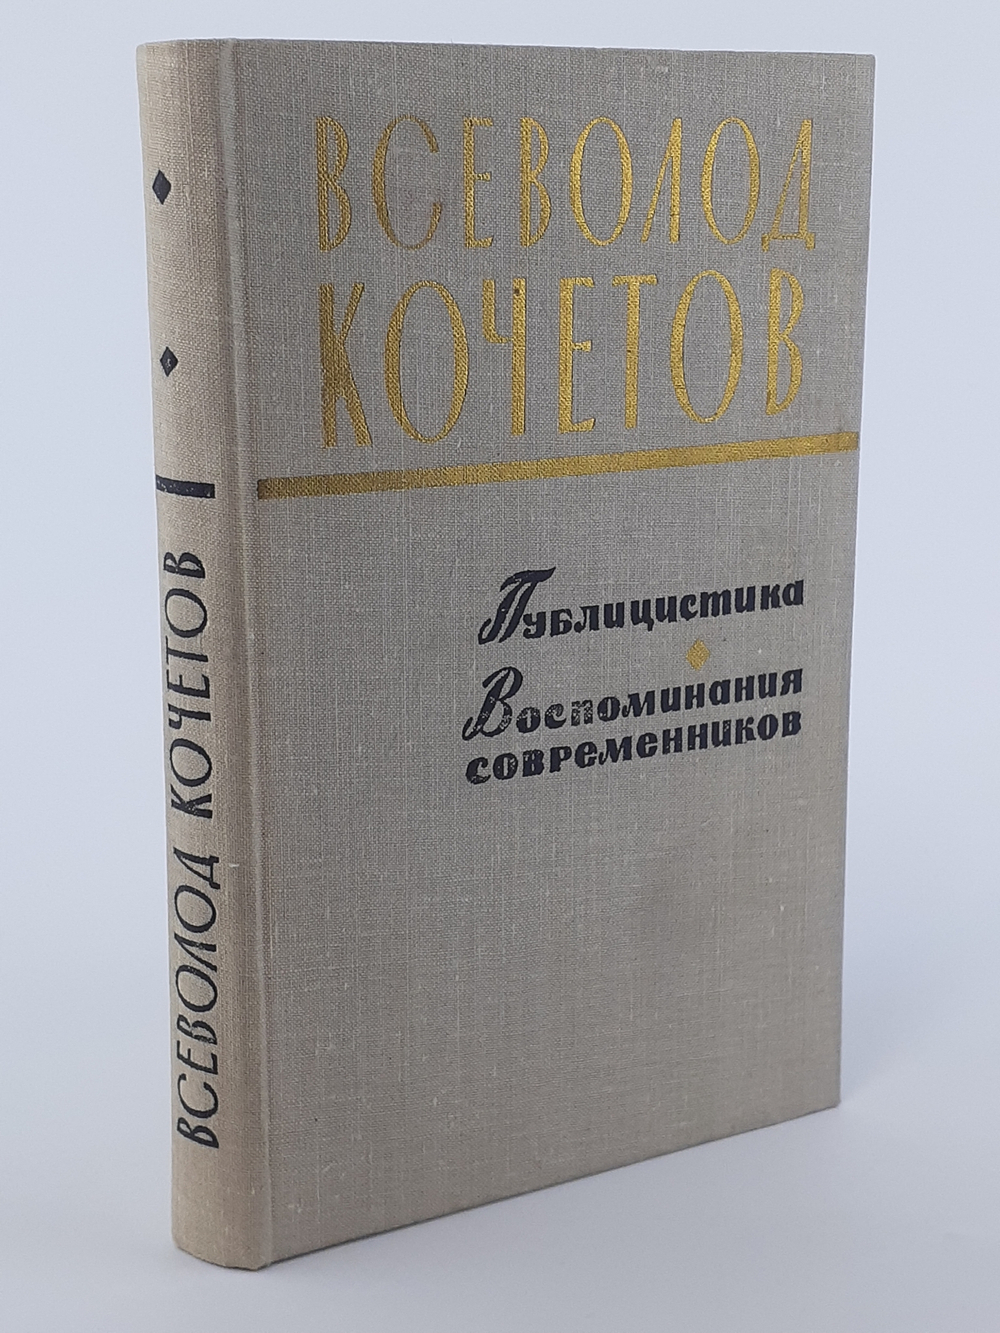 ВСЕВОЛОД
КОЧЕТОВ
Публицистика
Воспоминания
современников
ВСЕВОЛОД КОЧЕТОВ